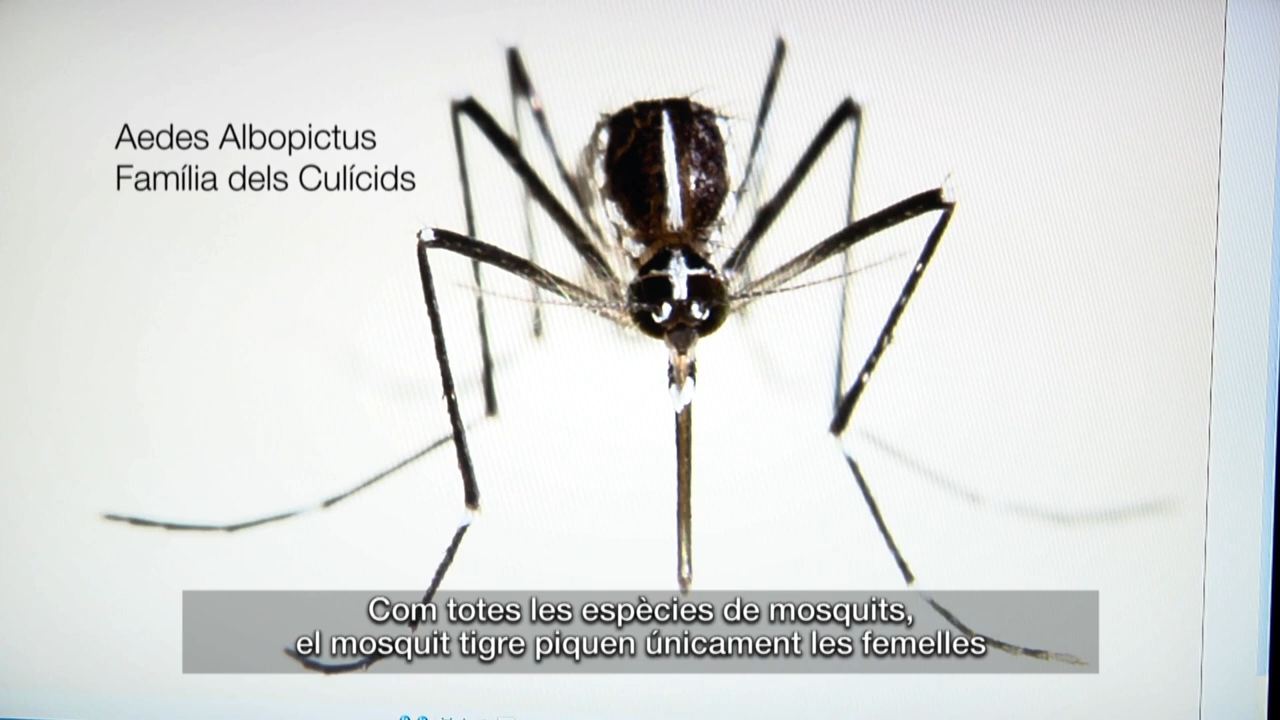 Aedes Albopictus
Família dels Culícids
Com totes les espècies de mosquits,
el mosquit tigre piquen únicament les femelles